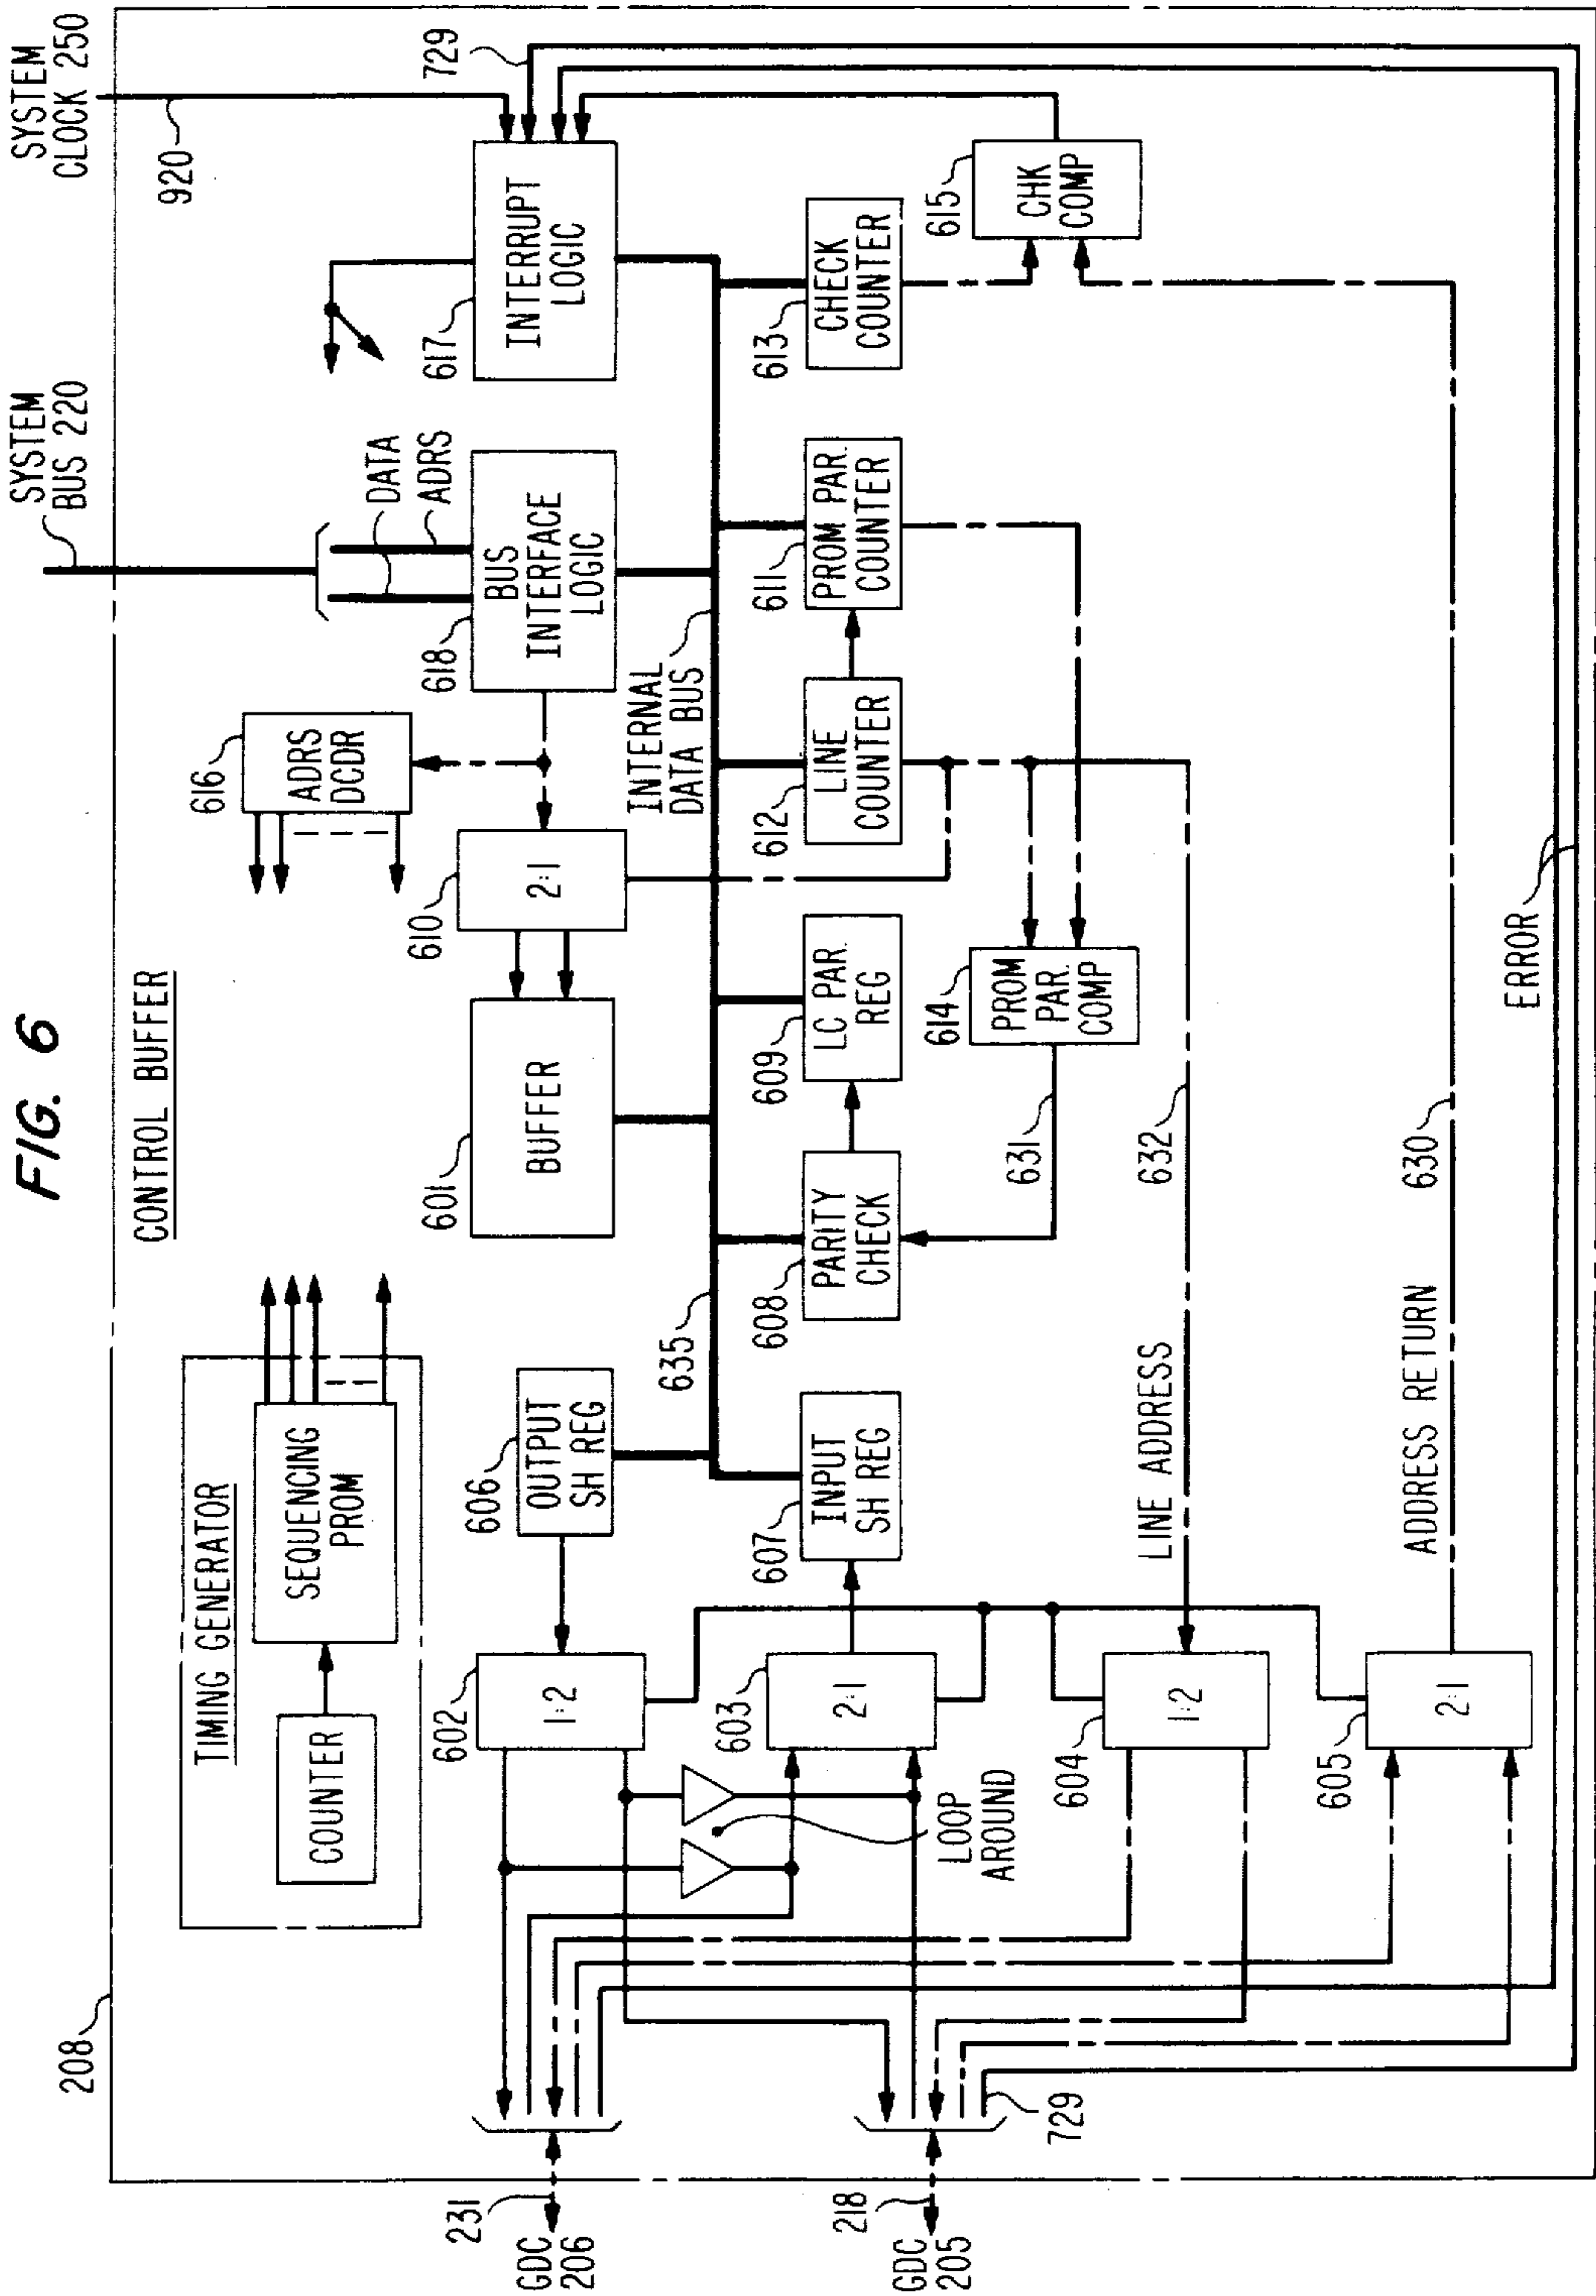 FIG. 6
CONTROL BUFFER
208
TIMING GENERATOR
COUNTER
SEQUENCING
PROM
SYSTEM
BUS 220
SYSTEM
CLOCK 250
920
729
616
ADRS
DCDR
DATA
ADRS
601
BUFFER
610
2:1
618
BUS
INTERFACE
LOGIC
617
INTERRUPT
LOGIC
231
GDC
206
602
1:2
606
OUTPUT
SH REG
635
INTERNAL
DATA BUS
603
2:1
607
INPUT
SH REG
608
PARITY
CHECK
609
LC PAR.
REG
612
LINE
COUNTER
611
PROM PAR.
COUNTER
613
CHECK
COUNTER
LOOP
AROUND
218
GDC
205
729
604
1:2
LINE ADDRESS
632
631
614
PROM
PAR.
COMP
615
CHK
COMP
605
2:1
ADDRESS RETURN
630
ERROR